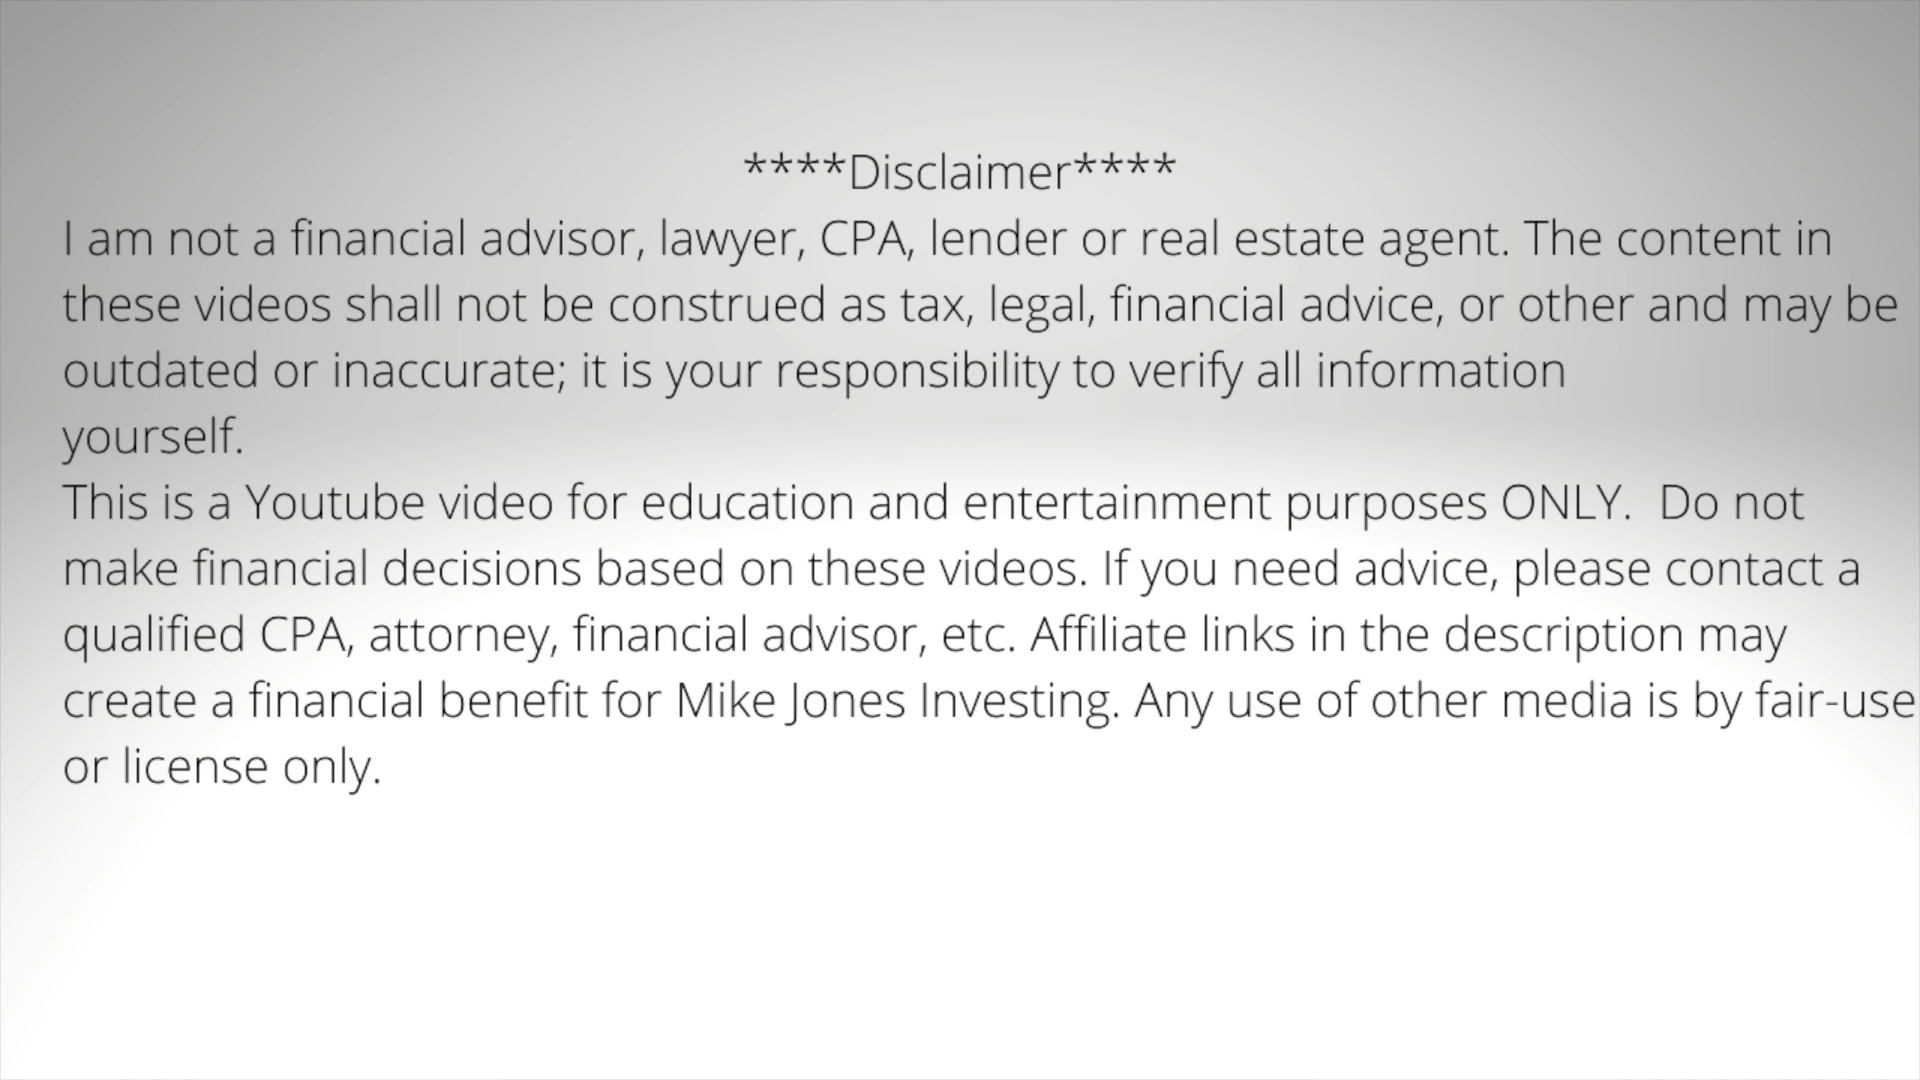 ****Disclaimer****
I am not a financial advisor, lawyer, CPA, lender or real estate agent. The content in
these videos shall not be construed as tax, legal, financial advice, or other and may be
outdated or inaccurate; it is your responsibility to verify all information
yourself.
This is a Youtube video for education and entertainment purposes ONLY.  Do not
make financial decisions based on these videos. If you need advice, please contact a
qualified CPA, attorney, financial advisor, etc. Affiliate links in the description may
create a financial benefit for Mike Jones Investing. Any use of other media is by fair-use
or license only.